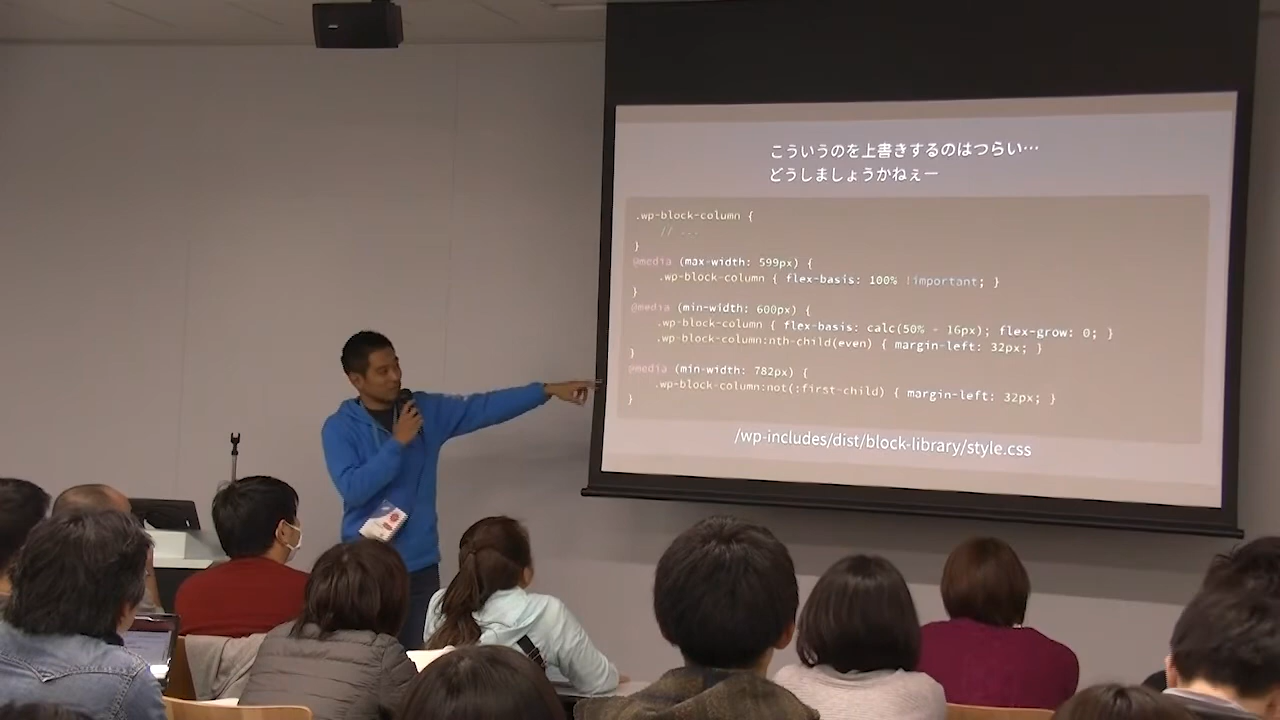 こういうのを上書きするのはつらい…
どうしましょうかねぇー
.wp-block-column {
// ...
}
@media (max-width: 599px) {
.wp-block-column { flex-basis: 100% !important; }
}
@media (min-width: 600px) {
.wp-block-column { flex-basis: calc(50% - 16px); flex-grow: 0; }
.wp-block-column:nth-child(even) { margin-left: 32px; }
}
@media (min-width: 782px) {
.wp-block-column:not(:first-child) { margin-left: 32px; }
}
/wp-includes/dist/block-library/style.css